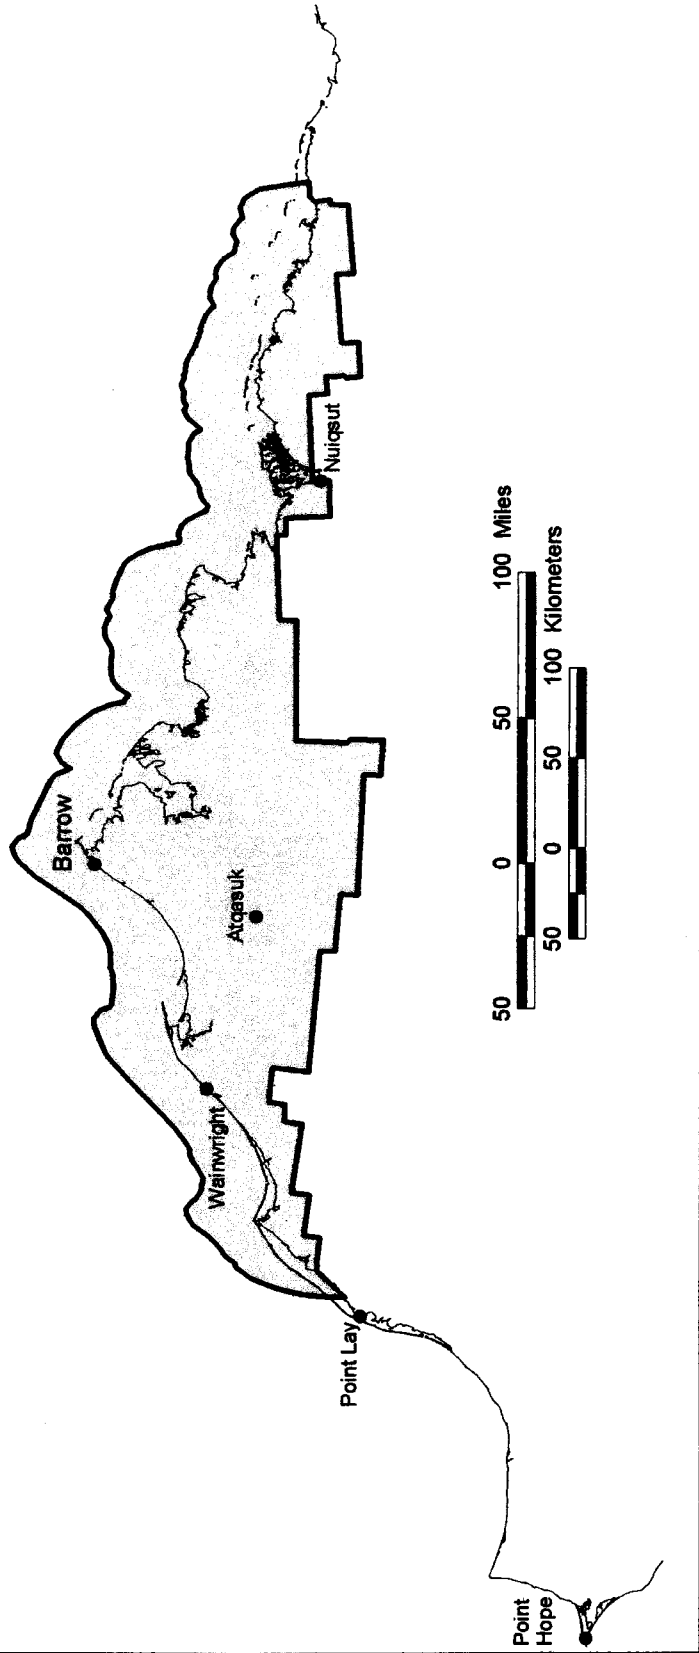 Barrow
Atqasuk
Wainwright
Nuiqsut
Point Lay
Point
Hope
50 0 50 100 Miles
50 0 50 100 Kilometers